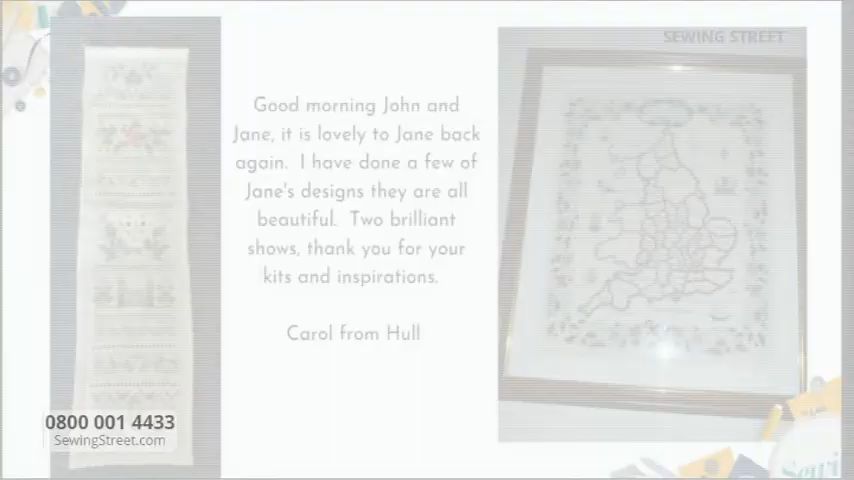 SEWING STREET
Good morning John and
Jane, it is lovely to Jane back
again. I have done a few of
Jane's designs they are all
beautiful. Two brilliant
shows, thank you for your
kits and inspirations.
Carol from Hull
0800 001 4433
SewingStreet.com